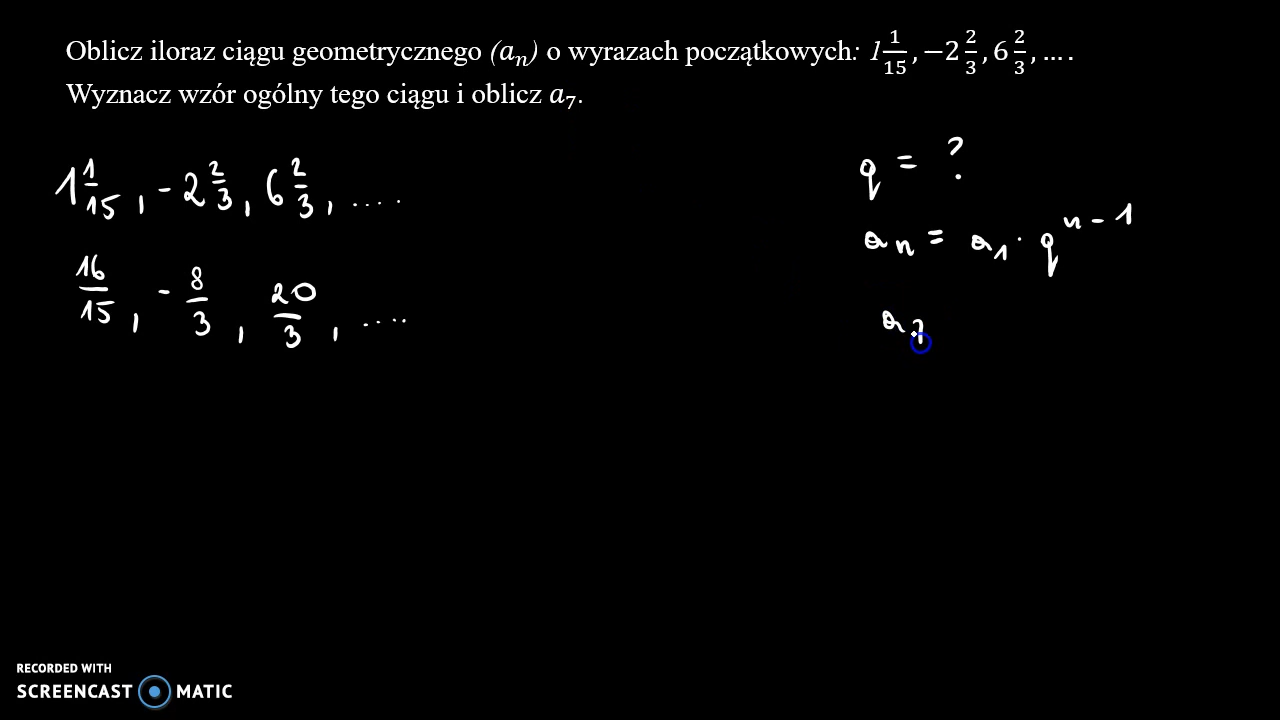 Oblicz iloraz ciągu geometrycznego (aₙ) o wyrazach początkowych: 1 1/15, −2 2/3, 6 2/3, ... .
Wyznacz wzór ogólny tego ciągu i oblicz a₇.
1 1/15, - 2 2/3, 6 2/3, ....
16/15, - 8/3, 20/3, ....
q = ?
aₙ = a₁ · qⁿ⁻¹
a
RECORDED WITH
SCREENCAST MATIC